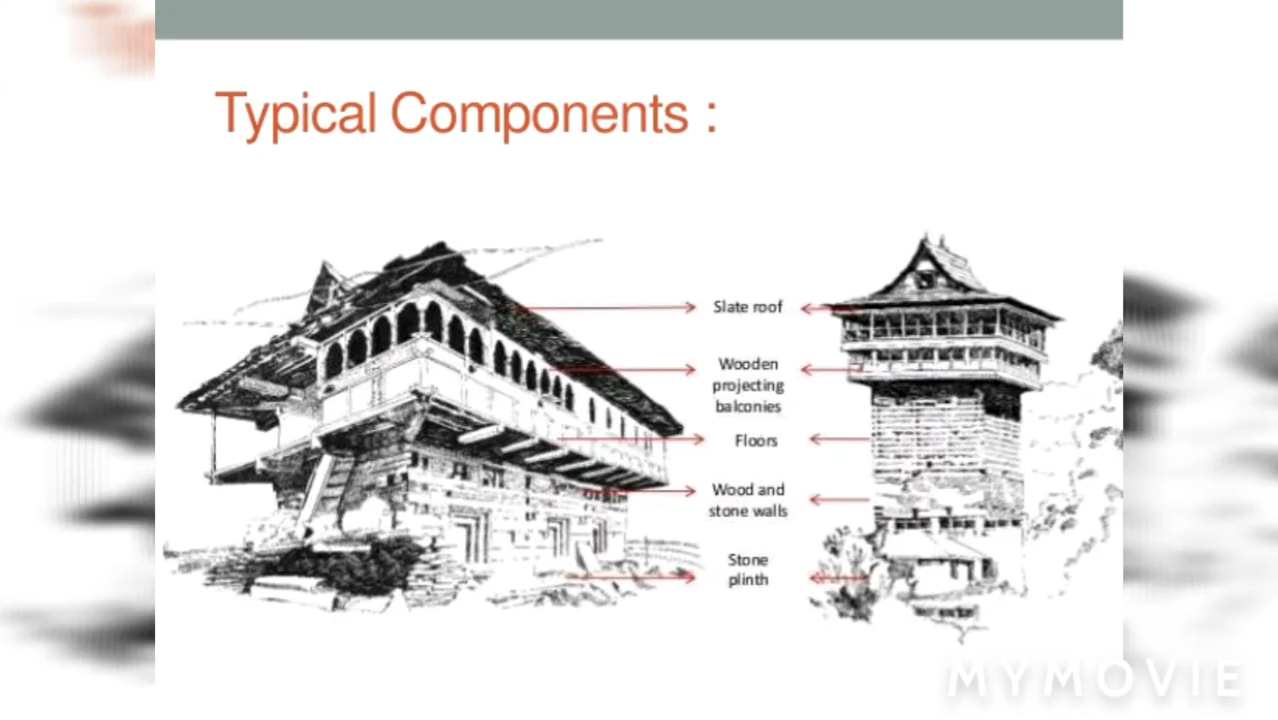 Typical Components :
Slate roof
Wooden
projecting
balconies
Floors
Wood and
stone walls
Stone
plinth
MYMOVIE